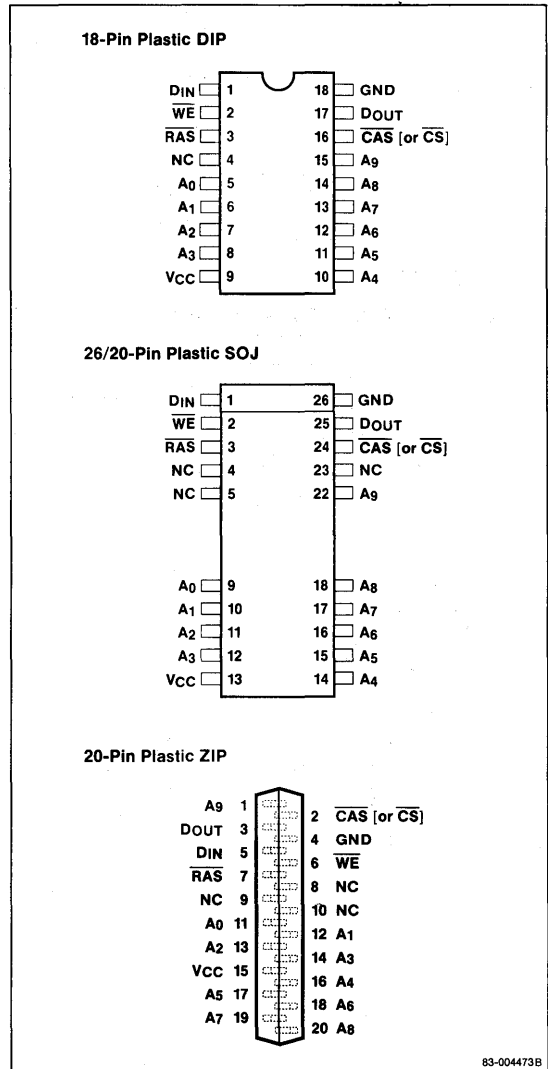 18-Pin Plastic DIP
DIN 1 18 GND
WE 2 17 DOUT
RAS 3 16 CAS [or CS]
NC 4 15 A9
A0 5 14 A8
A1 6 13 A7
A2 7 12 A6
A3 8 11 A5
VCC 9 10 A4
26/20-Pin Plastic SOJ
DIN 1 26 GND
WE 2 25 DOUT
RAS 3 24 CAS [or CS]
NC 4 23 NC
NC 5 22 A9
A0 9 18 A8
A1 10 17 A7
A2 11 16 A6
A3 12 15 A5
VCC 13 14 A4
20-Pin Plastic ZIP
A9 1
2 CAS [or CS]
DOUT 3
4 GND
DIN 5
6 WE
RAS 7
8 NC
NC 9
10 NC
A0 11
12 A1
A2 13
14 A3
VCC 15
16 A4
A5 17
18 A6
A7 19
20 A8
83-004473B